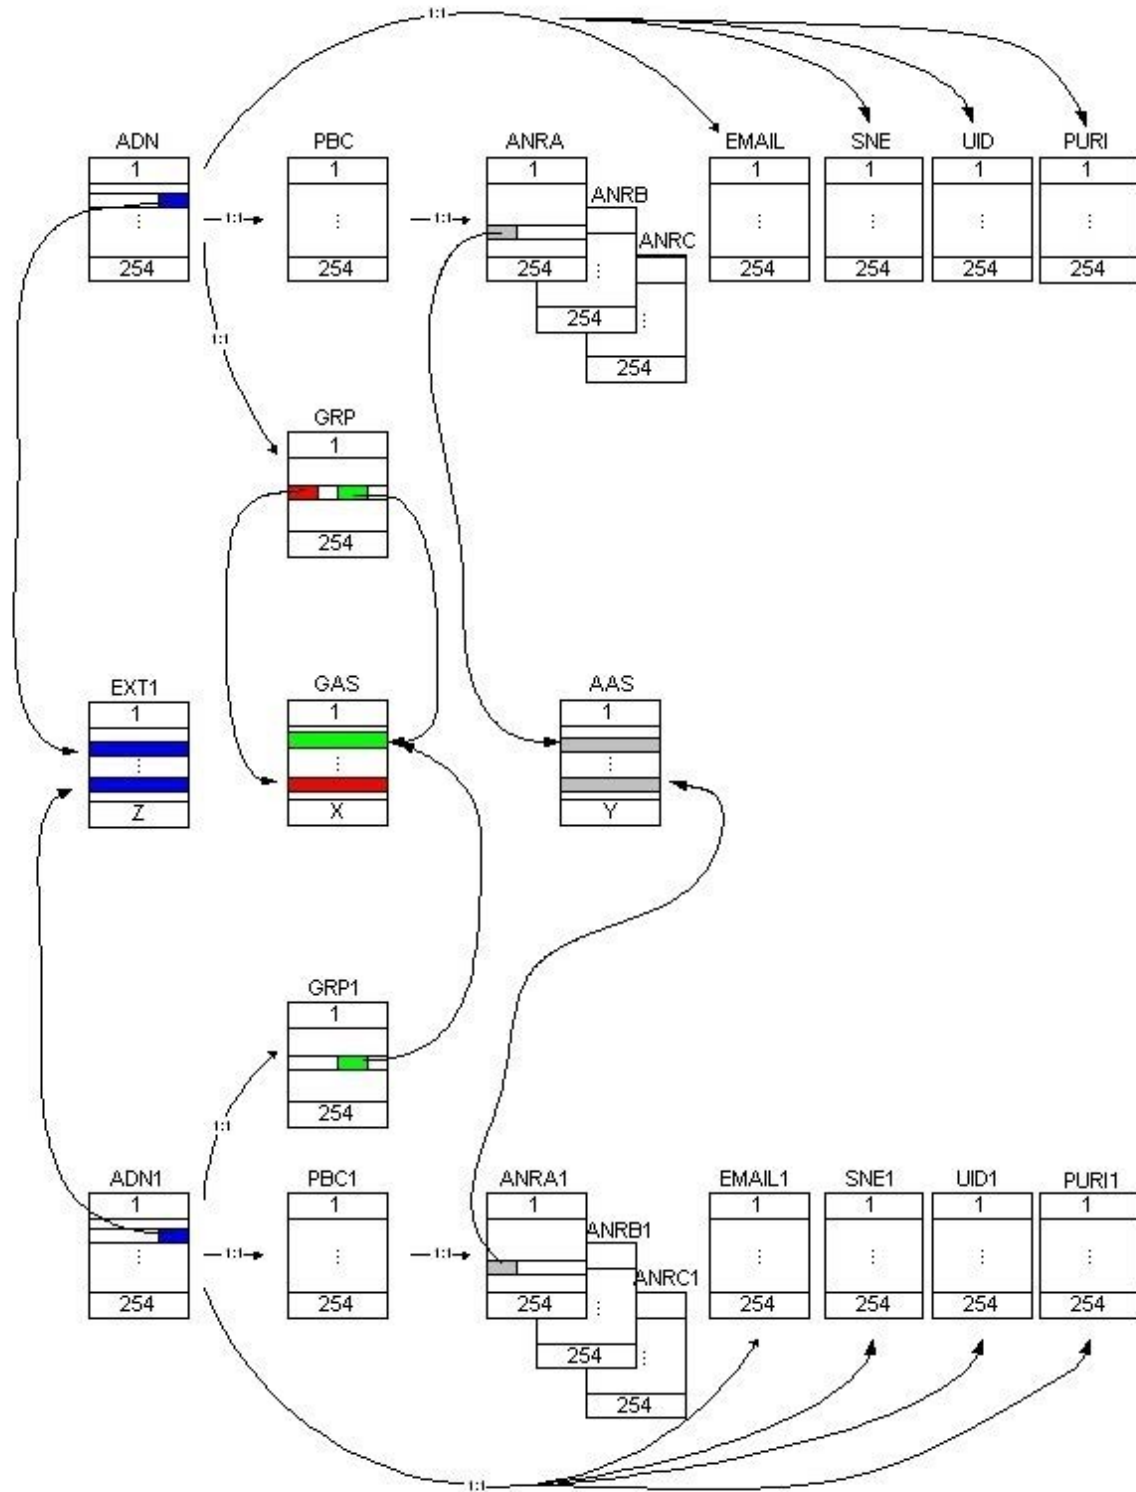 1:1
ADN PBC ANRA EMAIL SNE UID PURI
1 1 1 1 1 1 1
ANRB
⋮ 1:1 ⋮ 1:1 ⋮ ⋮ ⋮ ⋮
ANRC
254 254 254 ⋮ 254 254 254 254
254 ⋮
1:1
254
GRP
1
254
EXT1 GAS AAS
1 1 1
⋮ ⋮ ⋮
Z X Y
GRP1
1
254
1:1
ADN1 PBC1 ANRA1 EMAIL1 SNE1 UID1 PURI1
1 1 1 1 1 1 1
ANRB1
⋮ 1:1 ⋮ 1:1 ⋮ ⋮ ⋮ ⋮
ANRC1
254 254 254 ⋮ 254 254 254 254
254 ⋮
254
1:1